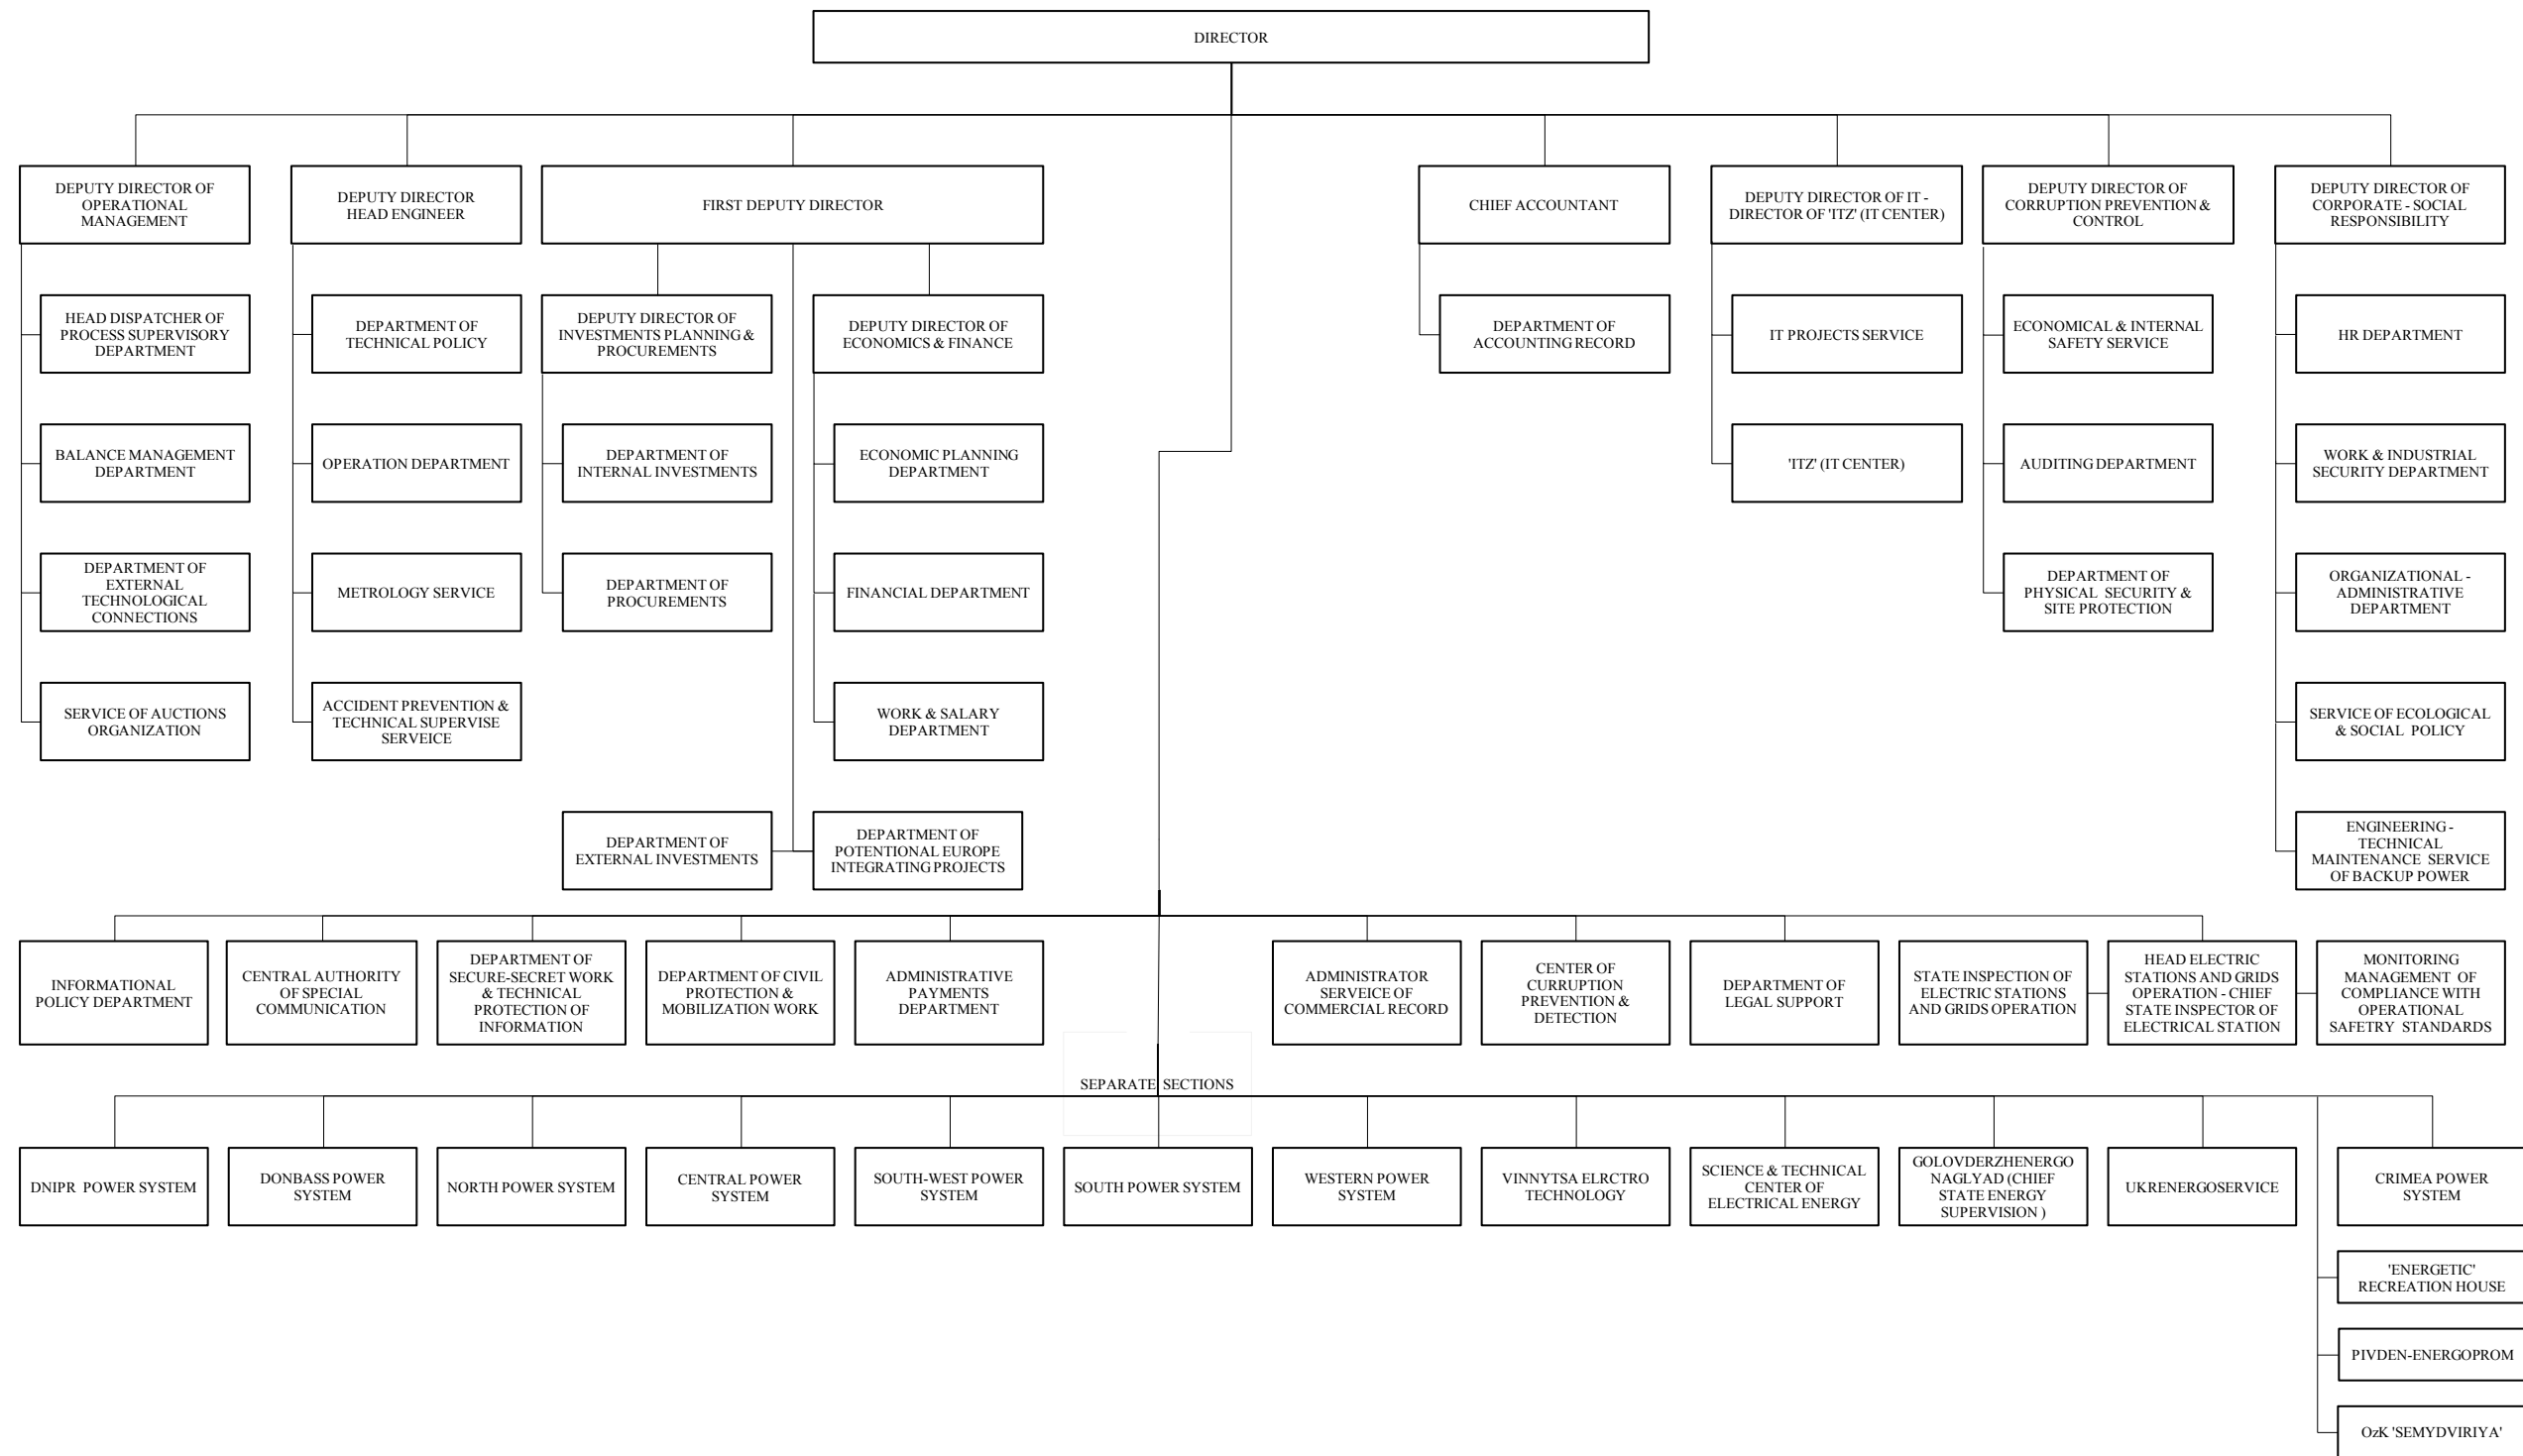 DIRECTOR
DEPUTY DIRECTOR OF
OPERATIONAL
MANAGEMENT
DEPUTY DIRECTOR
HEAD ENGINEER
FIRST DEPUTY DIRECTOR
CHIEF ACCOUNTANT
DEPUTY DIRECTOR OF IT -
DIRECTOR OF 'ITZ' (IT CENTER)
DEPUTY DIRECTOR OF
CORRUPTION PREVENTION &
CONTROL
DEPUTY DIRECTOR OF
CORPORATE - SOCIAL
RESPONSIBILITY
HEAD DISPATCHER OF
PROCESS SUPERVISORY
DEPARTMENT
DEPARTMENT OF
TECHNICAL POLICY
DEPUTY DIRECTOR OF
INVESTMENTS PLANNING &
PROCUREMENTS
DEPUTY DIRECTOR OF
ECONOMICS & FINANCE
DEPARTMENT OF
ACCOUNTING RECORD
IT PROJECTS SERVICE
ECONOMICAL & INTERNAL
SAFETY SERVICE
HR DEPARTMENT
BALANCE MANAGEMENT
DEPARTMENT
OPERATION DEPARTMENT
DEPARTMENT OF
INTERNAL INVESTMENTS
ECONOMIC PLANNING
DEPARTMENT
'ITZ' (IT CENTER)
AUDITING DEPARTMENT
WORK & INDUSTRIAL
SECURITY DEPARTMENT
DEPARTMENT OF
EXTERNAL
TECHNOLOGICAL
CONNECTIONS
METROLOGY SERVICE
DEPARTMENT OF
PROCUREMENTS
FINANCIAL DEPARTMENT
DEPARTMENT OF
PHYSICAL SECURITY &
SITE PROTECTION
ORGANIZATIONAL -
ADMINISTRATIVE
DEPARTMENT
SERVICE OF AUCTIONS
ORGANIZATION
ACCIDENT PREVENTION &
TECHNICAL SUPERVISE
SERVEICE
WORK & SALARY
DEPARTMENT
SERVICE OF ECOLOGICAL
& SOCIAL POLICY
DEPARTMENT OF
EXTERNAL INVESTMENTS
DEPARTMENT OF
POTENTIONAL EUROPE
INTEGRATING PROJECTS
ENGINEERING -
TECHNICAL
MAINTENANCE SERVICE
OF BACKUP POWER
INFORMATIONAL
POLICY DEPARTMENT
CENTRAL AUTHORITY
OF SPECIAL
COMMUNICATION
DEPARTMENT OF
SECURE-SECRET WORK
& TECHNICAL
PROTECTION OF
INFORMATION
DEPARTMENT OF CIVIL
PROTECTION &
MOBILIZATION WORK
ADMINISTRATIVE
PAYMENTS
DEPARTMENT
ADMINISTRATOR
SERVEICE OF
COMMERCIAL RECORD
CENTER OF
CURRUPTION
PREVENTION &
DETECTION
DEPARTMENT OF
LEGAL SUPPORT
STATE INSPECTION OF
ELECTRIC STATIONS
AND GRIDS OPERATION
HEAD ELECTRIC
STATIONS AND GRIDS
OPERATION - CHIEF
STATE INSPECTOR OF
ELECTRICAL STATION
MONITORING
MANAGEMENT OF
COMPLIANCE WITH
OPERATIONAL
SAFETRY STANDARDS
SEPARATE SECTIONS
DNIPR POWER SYSTEM
DONBASS POWER
SYSTEM
NORTH POWER SYSTEM
CENTRAL POWER
SYSTEM
SOUTH-WEST POWER
SYSTEM
SOUTH POWER SYSTEM
WESTERN POWER
SYSTEM
VINNYTSA ELRCTRO
TECHNOLOGY
SCIENCE & TECHNICAL
CENTER OF
ELECTRICAL ENERGY
GOLOVDERZHENERGO
NAGLYAD (CHIEF
STATE ENERGY
SUPERVISION )
UKRENERGOSERVICE
CRIMEA POWER
SYSTEM
'ENERGETIC'
RECREATION HOUSE
PIVDEN-ENERGOPROM
OzK 'SEMYDVIRIYA'